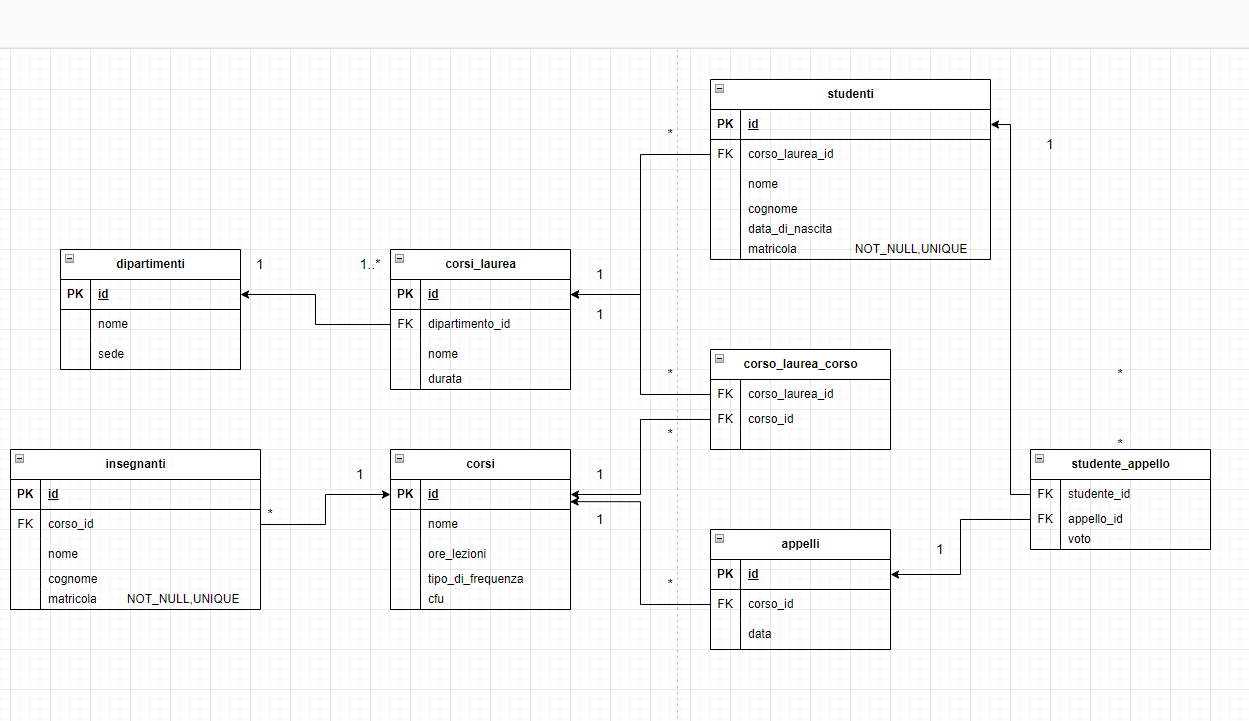 studenti
PK id
FK corso_laurea_id
nome
cognome
data_di_nascita
matricola NOT_NULL,UNIQUE
*
1
dipartimenti
PK id
nome
sede
1
1..*
corsi_laurea
PK id
FK dipartimento_id
nome
durata
1
1
corso_laurea_corso
FK corso_laurea_id
FK corso_id
*
*
*
*
insegnanti
PK id
FK corso_id
nome
cognome
matricola NOT_NULL,UNIQUE
*
1
corsi
PK id
nome
ore_lezioni
tipo_di_frequenza
cfu
1
1
*
appelli
PK id
FK corso_id
data
1
studente_appello
FK studente_id
FK appello_id
voto